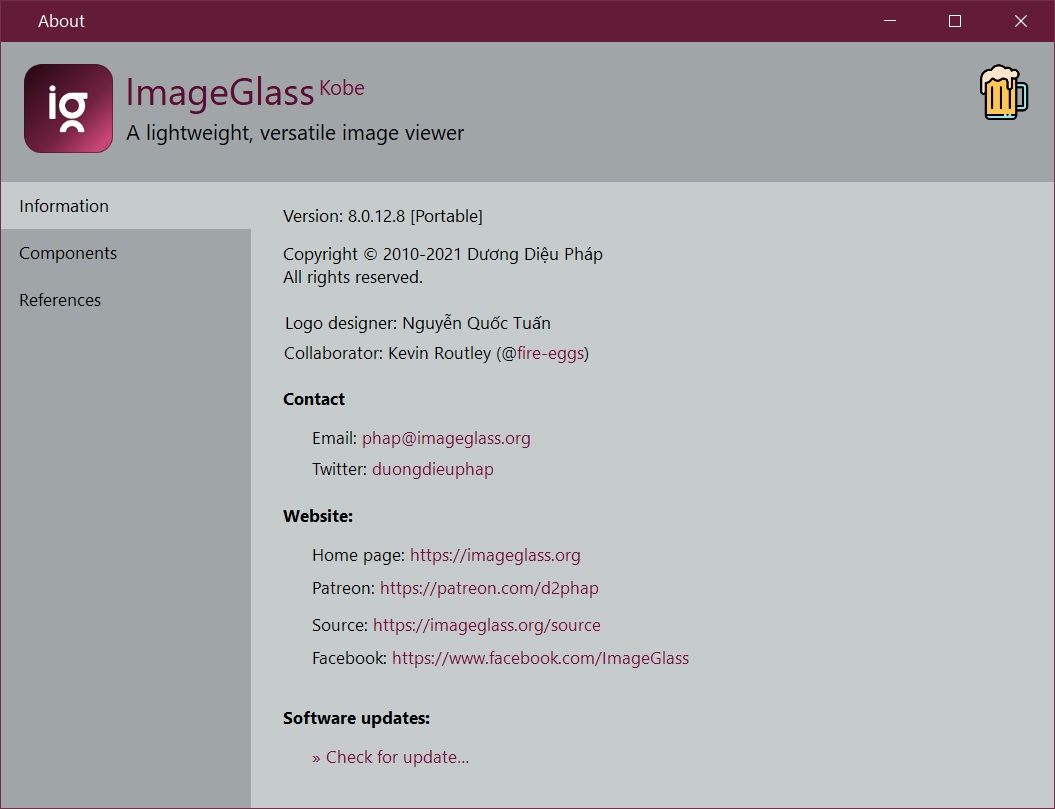 About
ig
ImageGlass Kobe
A lightweight, versatile image viewer
Information
Components
References
Version: 8.0.12.8 [Portable]
Copyright © 2010-2021 Dương Diệu Pháp
All rights reserved.
Logo designer: Nguyễn Quốc Tuấn
Collaborator: Kevin Routley (@fire-eggs)
Contact
Email: phap@imageglass.org
Twitter: duongdieuphap
Website:
Home page: https://imageglass.org
Patreon: https://patreon.com/d2phap
Source: https://imageglass.org/source
Facebook: https://www.facebook.com/ImageGlass
Software updates:
» Check for update...